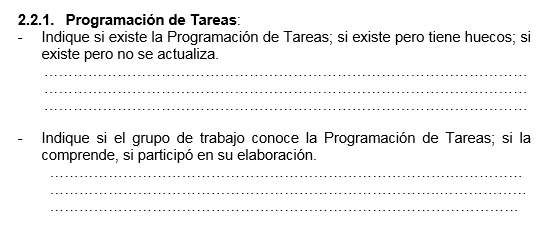 2.2.1. Programación de Tareas:
- Indique si existe la Programación de Tareas; si existe pero tiene huecos; si
existe pero no se actualiza.
……………………………………………………………………………
……………………………………………………………………………
……………………………………………………………………………
- Indique si el grupo de trabajo conoce la Programación de Tareas; si la
comprende, si participó en su elaboración.
…………………………………………………………………………
…………………………………………………………………………..
…………………………………………………………………………